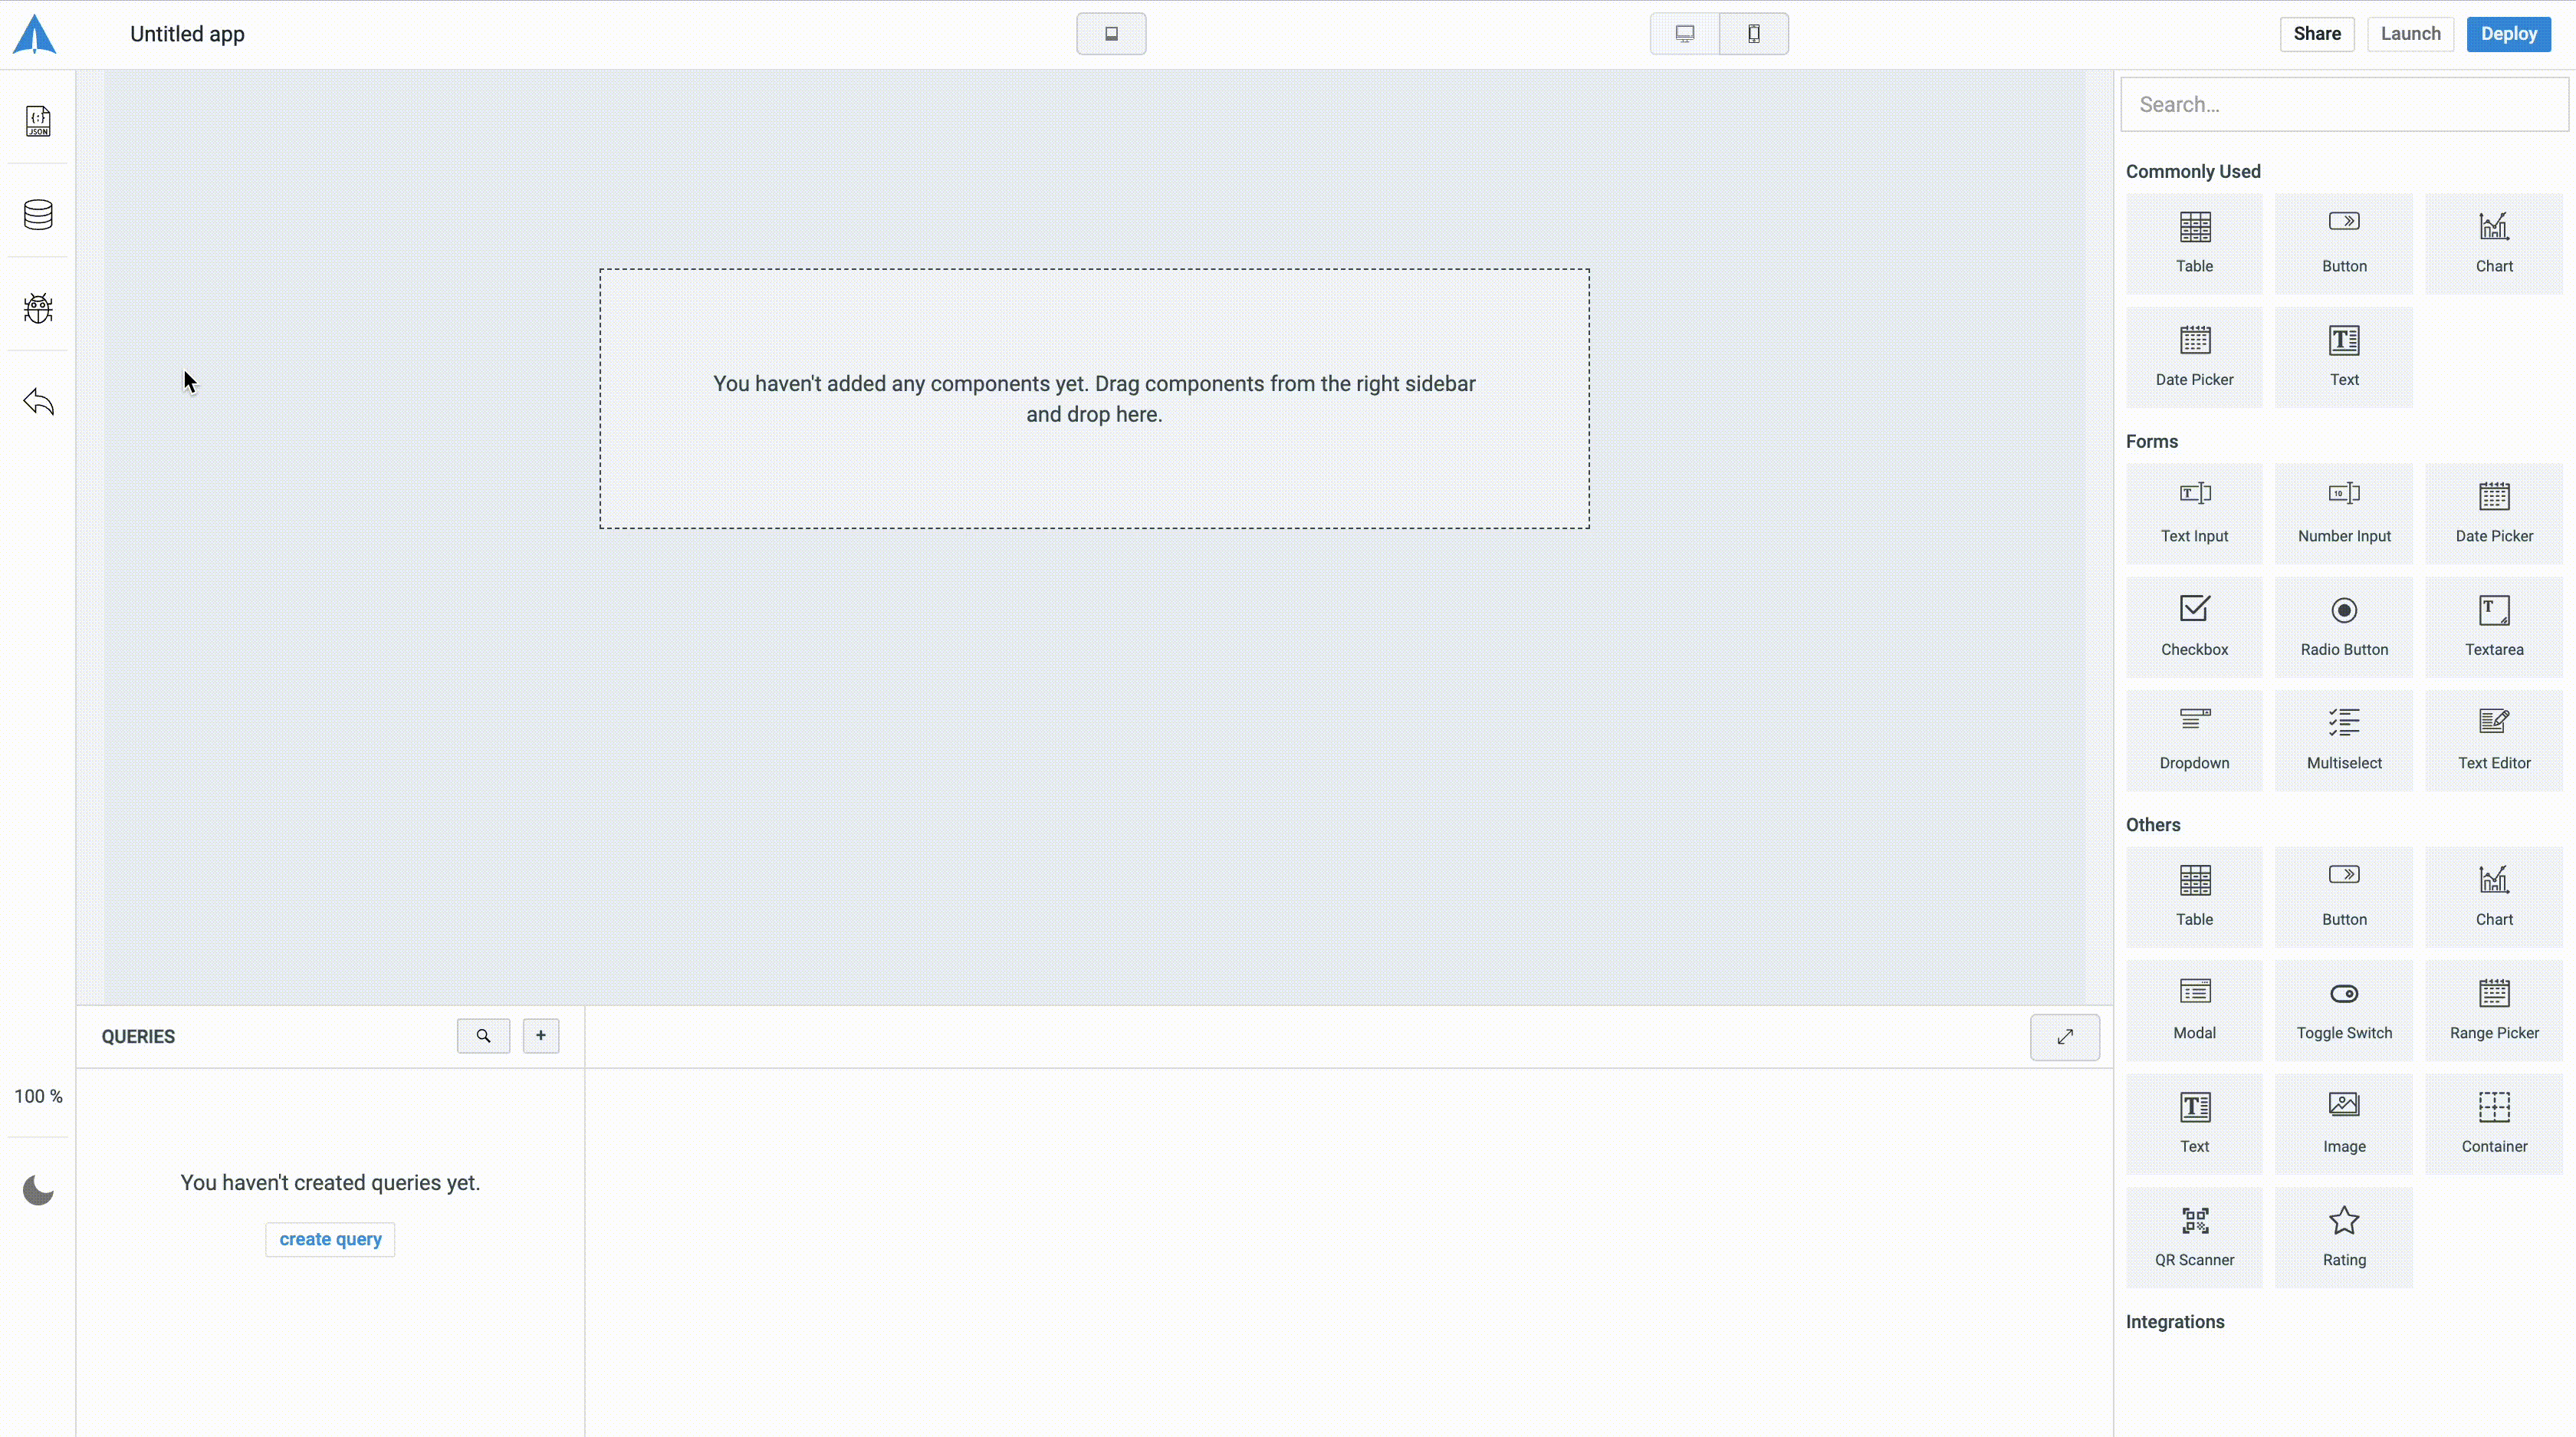 Untitled app
Share
Launch
Deploy
JSON
Search...
Commonly Used
Table
Button
Chart
Date Picker
Text
You haven't added any components yet. Drag components from the right sidebar
and drop here.
Forms
Text Input
Number Input
Date Picker
Checkbox
Radio Button
Textarea
Dropdown
Multiselect
Text Editor
Others
Table
Button
Chart
Modal
Toggle Switch
Range Picker
Text
Image
Container
QR Scanner
Rating
Integrations
QUERIES
+
100 %
You haven't created queries yet.
create query